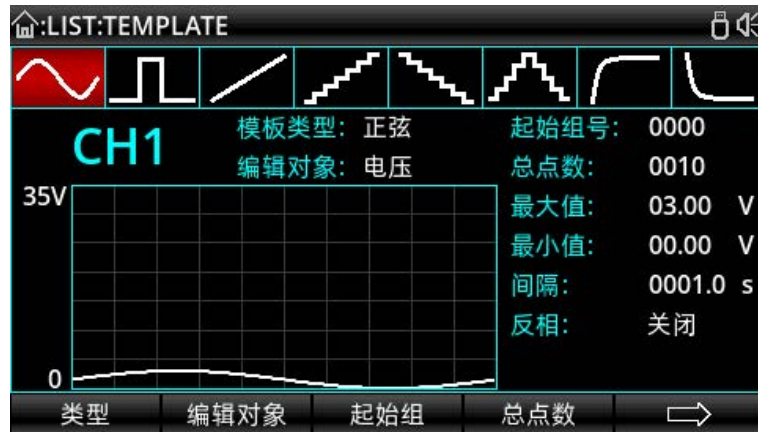 :LIST:TEMPLATE
CH1
模板类型: 正弦
编辑对象: 电压
起始组号: 0000
总点数: 0010
最大值: 03.00 V
最小值: 00.00 V
间隔: 0001.0 s
反相: 关闭
35V
0
类型 编辑对象 起始组 总点数